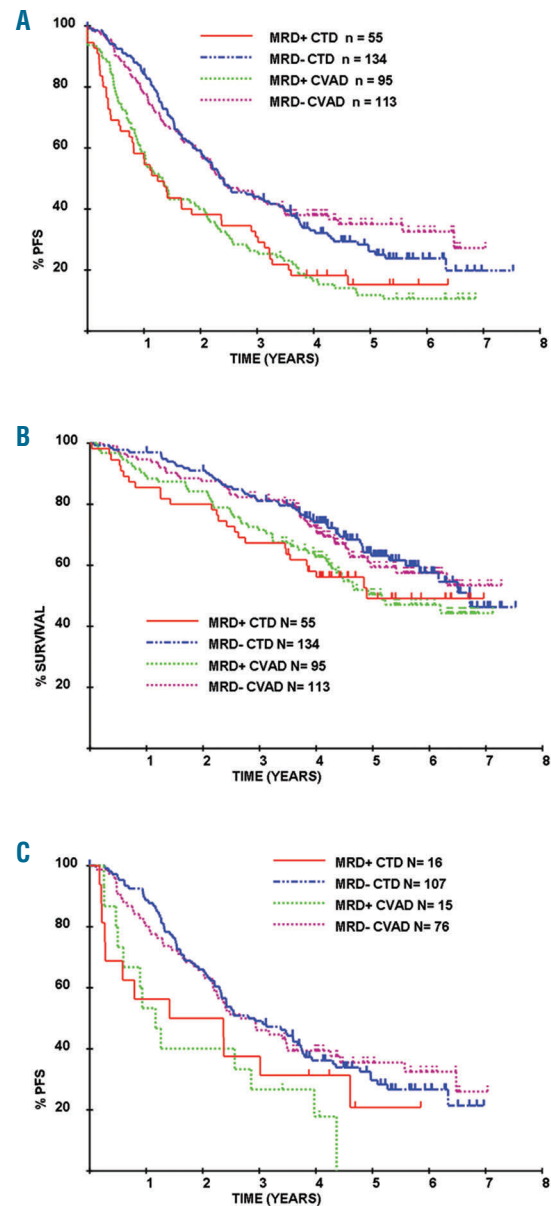 A
100
80
60
40
20
% PFS
MRD+ CTD n = 55
MRD- CTD n = 134
MRD+ CVAD n = 95
MRD- CVAD n = 113
1 2 3 4 5 6 7 8
TIME (YEARS)
B
100
80
60
40
20
% SURVIVAL
MRD+ CTD N= 55
MRD- CTD N= 134
MRD+ CVAD N= 95
MRD- CVAD N= 113
1 2 3 4 5 6 7 8
TIME (YEARS)
C
100
80
60
40
20
% PFS
MRD+ CTD N= 16
MRD- CTD N= 107
MRD+ CVAD N= 15
MRD- CVAD N= 76
1 2 3 4 5 6 7 8
TIME (YEARS)